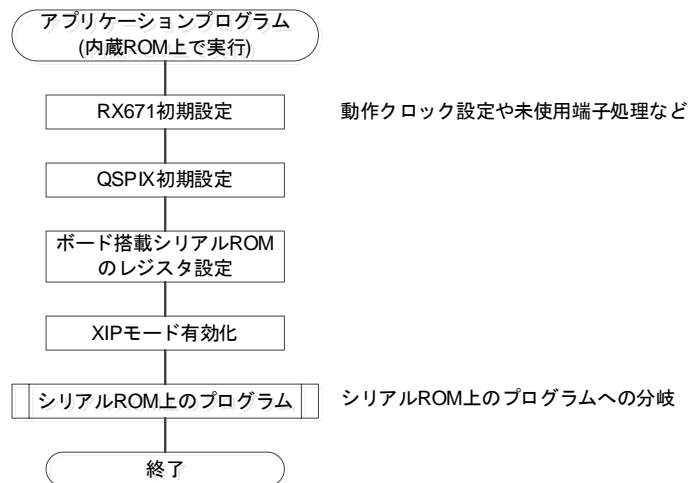 アプリケーションプログラム
(内蔵ROM上で実行)
RX671初期設定
動作クロック設定や未使用端子処理など
QSPIX初期設定
ボード搭載シリアルROM
のレジスタ設定
XIPモード有効化
シリアルROM上のプログラム
シリアルROM上のプログラムへの分岐
終了